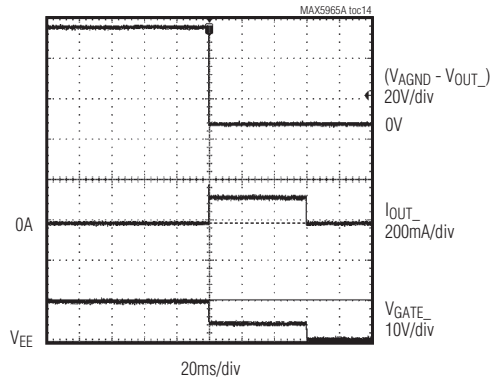 MAX5965A toc14
(VAGND - VOUT_)
20V/div
0V
0A
IOUT_
200mA/div
VGATE_
10V/div
VEE
20ms/div